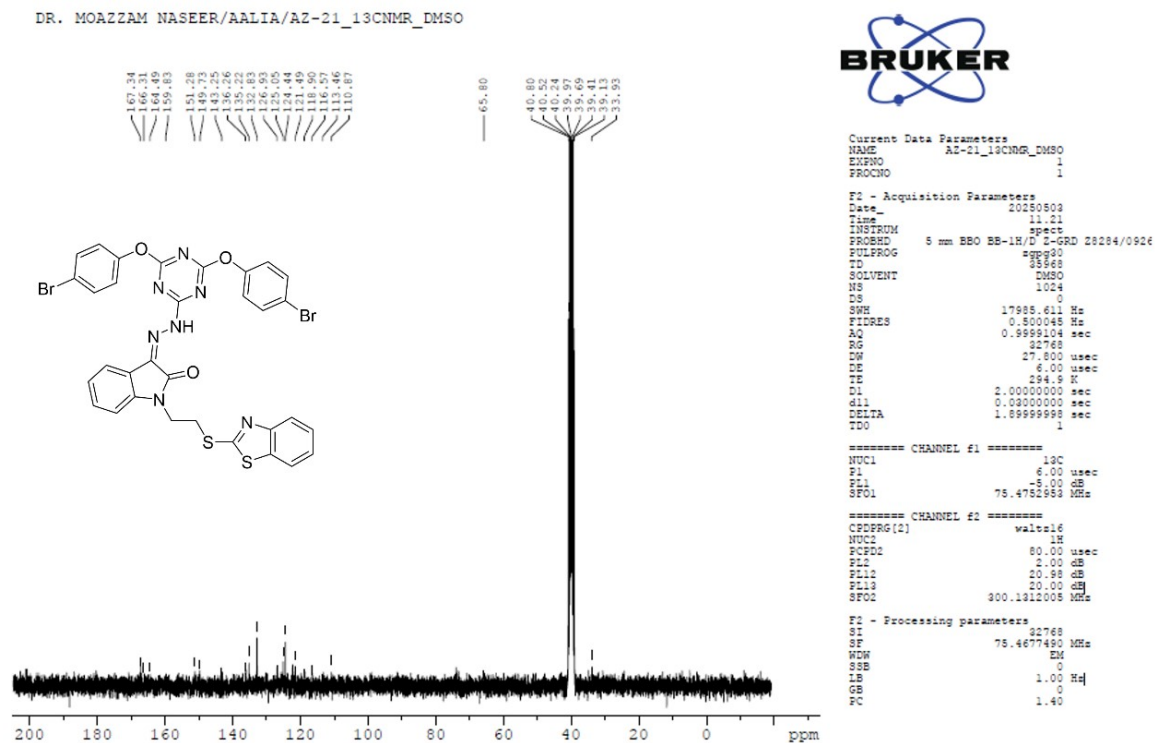 DR. MOAZZAM NASEER/AALIA/AZ-21_13CNMR_DMSO
167.34
166.31
164.49
159.83
151.28
149.73
143.25
136.26
135.22
132.83
126.93
125.05
124.44
121.49
118.90
116.57
113.46
110.87
65.80
40.80
40.52
40.24
39.97
39.69
39.41
39.13
33.93
O N O
N N
Br
Br
N NH
O
N
S
N
S
200 180 160 140 120 100 80 60 40 20 0 ppm
BRUKER
Current Data Parameters
NAME AZ-21_13CNMR_DMSO
EXPNO 1
PROCNO 1
F2 - Acquisition Parameters
Date_ 20250503
Time 11.21
INSTRUM spect
PROBHD 5 mm BBO BB-1H/D Z-GRD Z8284/0926
PULPROG zgpg30
TD 35968
SOLVENT DMSO
NS 1024
DS 0
SWH 17985.611 Hz
FIDRES 0.500045 Hz
AQ 0.9999104 sec
RG 32768
DW 27.800 usec
DE 6.00 usec
TE 294.9 K
D1 2.00000000 sec
d11 0.03000000 sec
DELTA 1.89999998 sec
TD0 1
======== CHANNEL f1 ========
NUC1 13C
P1 6.00 usec
PL1 -5.00 dB
SFO1 75.4752953 MHz
======== CHANNEL f2 ========
CPDPRG[2] waltz16
NUC2 1H
PCPD2 80.00 usec
PL2 2.00 dB
PL12 20.98 dB
PL13 20.00 dB
SFO2 300.1312005 MHz
F2 - Processing parameters
SI 32768
SF 75.4677490 MHz
WDW EM
SSB 0
LB 1.00 Hz
GB 0
PC 1.40